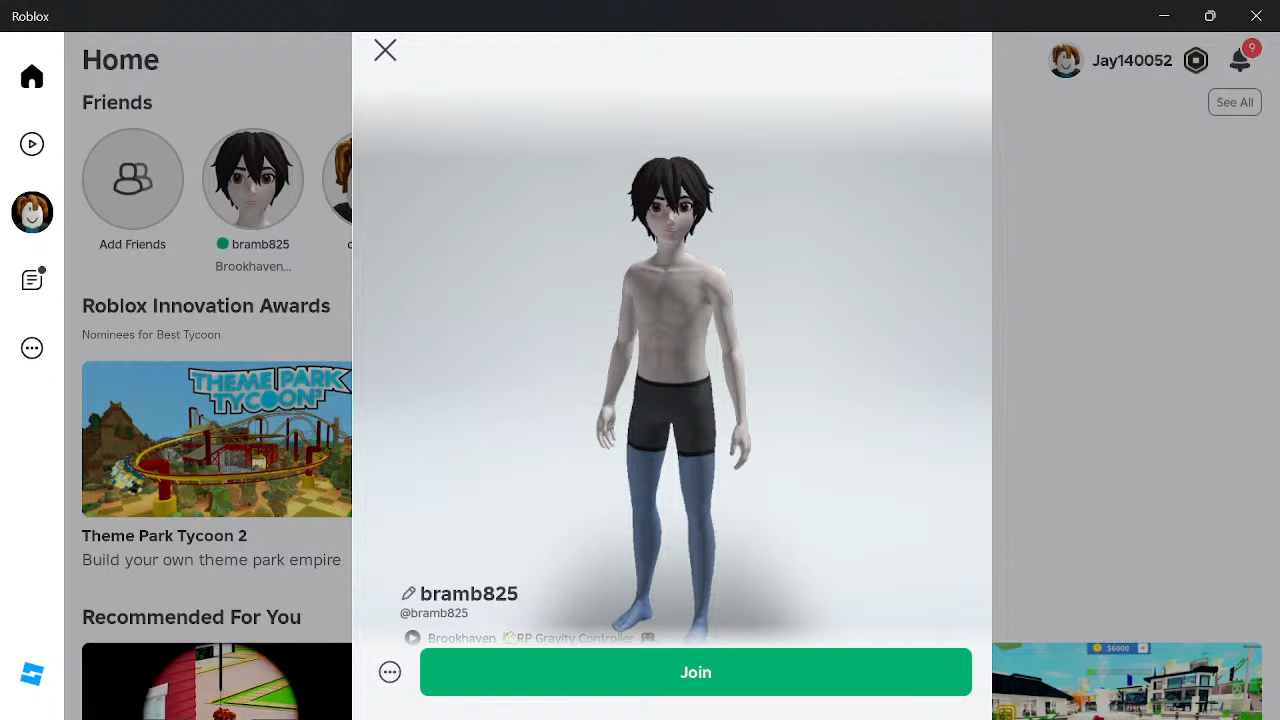 Roblox
Home
Jay140052
9
Friends
See All
Add Friends
bramb825
Brookhaven...
Roblox Innovation Awards
Nominees for Best Tycoon
THEME PARK
TYCOON 2
Theme Park Tycoon 2
Build your own theme park empire
Recommended For You
bramb825
@bramb825
Brookhaven RP Gravity Controller
Join
$6000